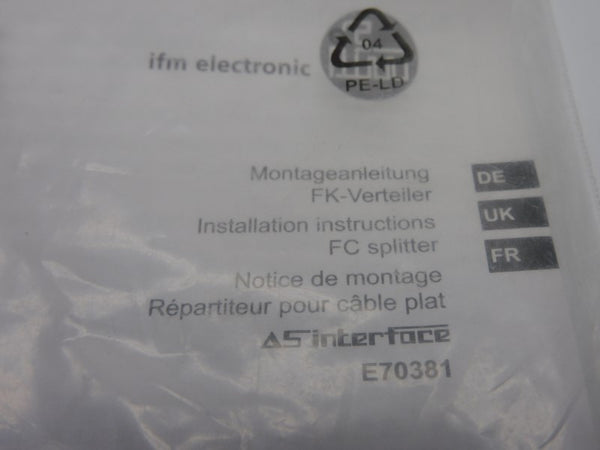 ifm electronic
04
PE-LD
Montageanleitung
FK-Verteiler
DE
Installation instructions
FC splitter
UK
Notice de montage
Répartiteur pour câble plat
FR
AS interface
E70381